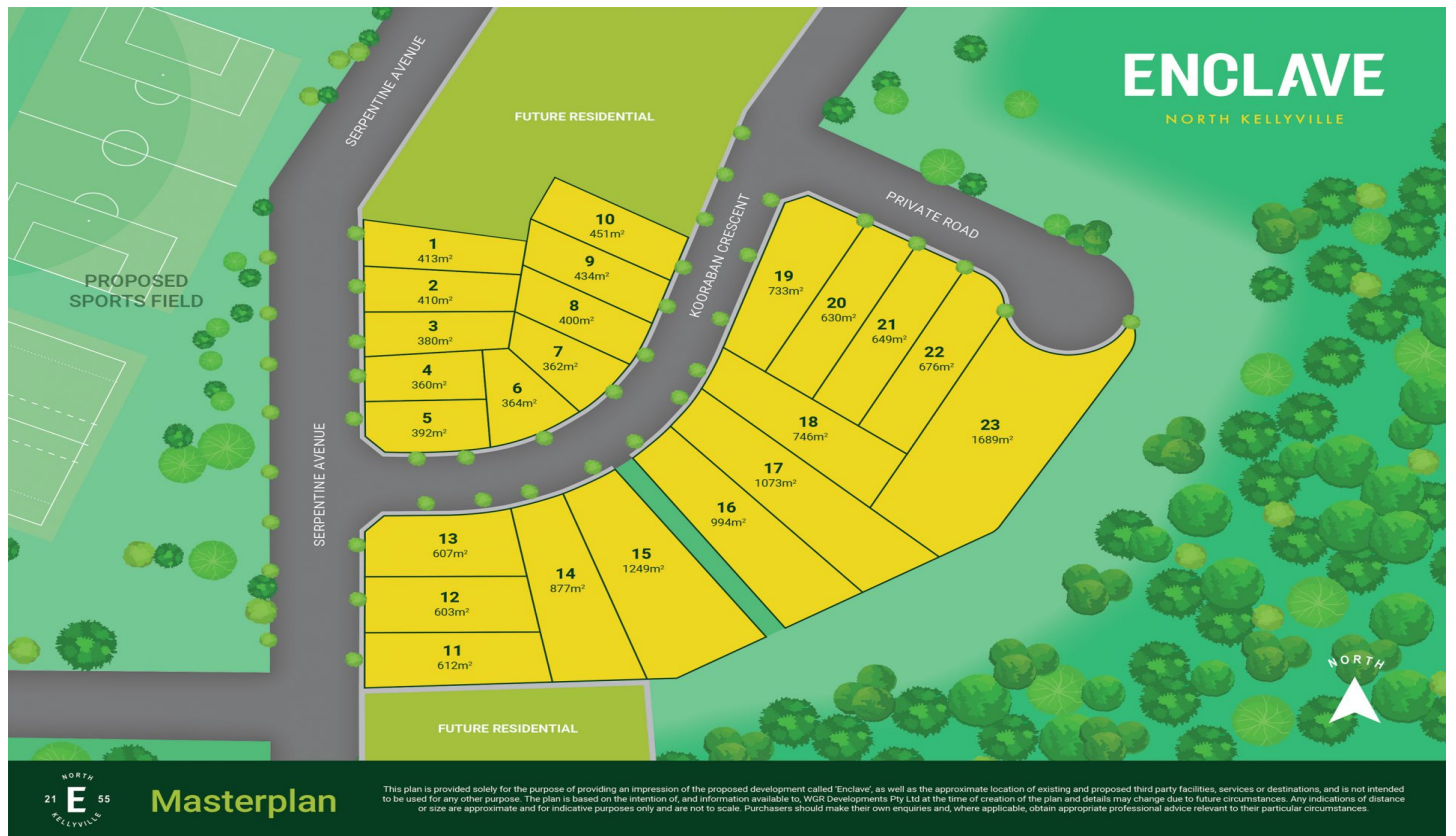 ENCLAVE
NORTH KELLYVILLE
SERPENTINE AVENUE
FUTURE RESIDENTIAL
KOORABAN CRESCENT
PRIVATE ROAD
PROPOSED
SPORTS FIELD
SERPENTINE AVENUE
1
413m²
2
410m²
3
380m²
4
360m²
5
392m²
6
364m²
7
362m²
8
400m²
9
434m²
10
451m²
11
612m²
12
603m²
13
607m²
14
877m²
15
1249m²
16
994m²
17
1073m²
18
746m²
19
733m²
20
630m²
21
649m²
22
676m²
23
1689m²
FUTURE RESIDENTIAL
NORTH
NORTH
21 E 55
KELLYVILLE
Masterplan
This plan is provided solely for the purpose of providing an impression of the proposed development called 'Enclave', as well as the approximate location of existing and proposed third party facilities, services or destinations, and is not intended
to be used for any other purpose. The plan is based on the intention of, and information available to, WGR Developments Pty Ltd at the time of creation of the plan and details may change due to future circumstances. Any indications of distance
or size are approximate and for indicative purposes only and are not to scale. Purchasers should make their own enquiries and, where applicable, obtain appropriate professional advice relevant to their particular circumstances.